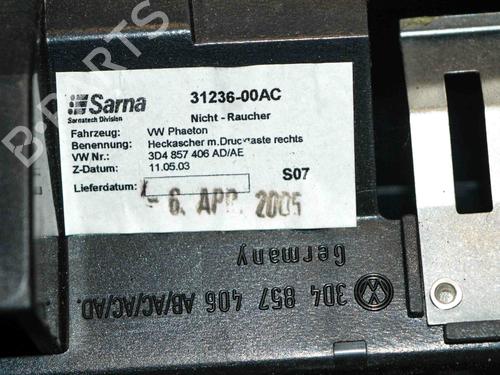 Sarna
Sarnatech Division
31236-00AC
Nicht - Raucher
Fahrzeug: VW Phaeton
Benennung: Heckascher m.Drucktaste rechts
VW Nr.: 3D4 857 406 AD/AE
Z-Datum: 11.05.03
Lieferdatum: - 6. APR. 2005
S07
Germany
3D4 857 406 AB/AC/AC/AD.
B-PARTS